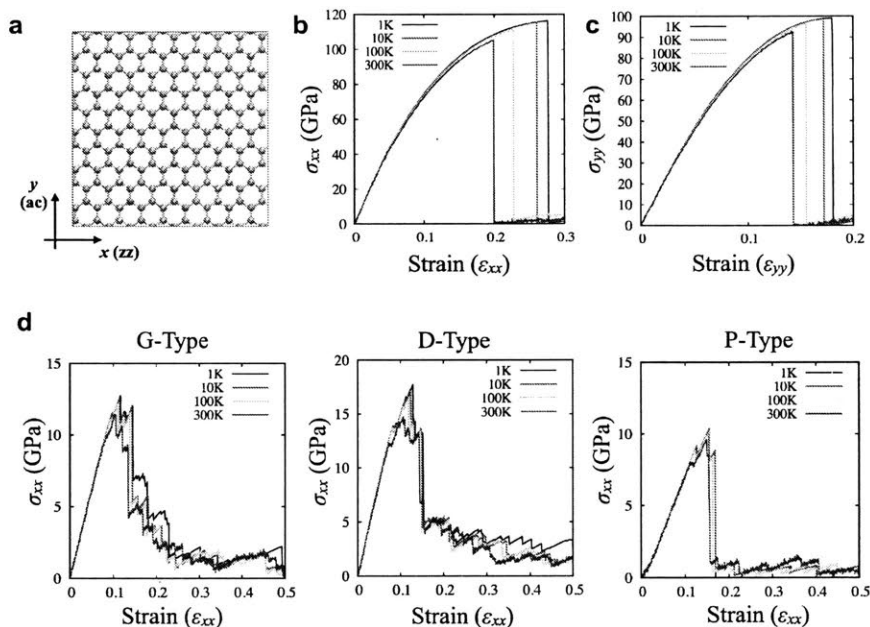 a
y
(ac)
x (zz)
b
σxx (GPa)
120
100
80
60
40
20
0
1K
10K
100K
300K
0
0.1
0.2
0.3
Strain (εxx)
c
σyy (GPa)
100
90
80
70
60
50
40
30
20
10
0
1K
10K
100K
300K
0
0.1
0.2
Strain (εyy)
d
G-Type
σxx (GPa)
15
10
5
0
1K
10K
100K
300K
0
0.1
0.2
0.3
0.4
0.5
Strain (εxx)
D-Type
σxx (GPa)
20
15
10
5
0
1K
10K
100K
300K
0
0.1
0.2
0.3
0.4
0.5
Strain (εxx)
P-Type
σxx (GPa)
15
10
5
0
1K
10K
100K
300K
0
0.1
0.2
0.3
0.4
0.5
Strain (εxx)